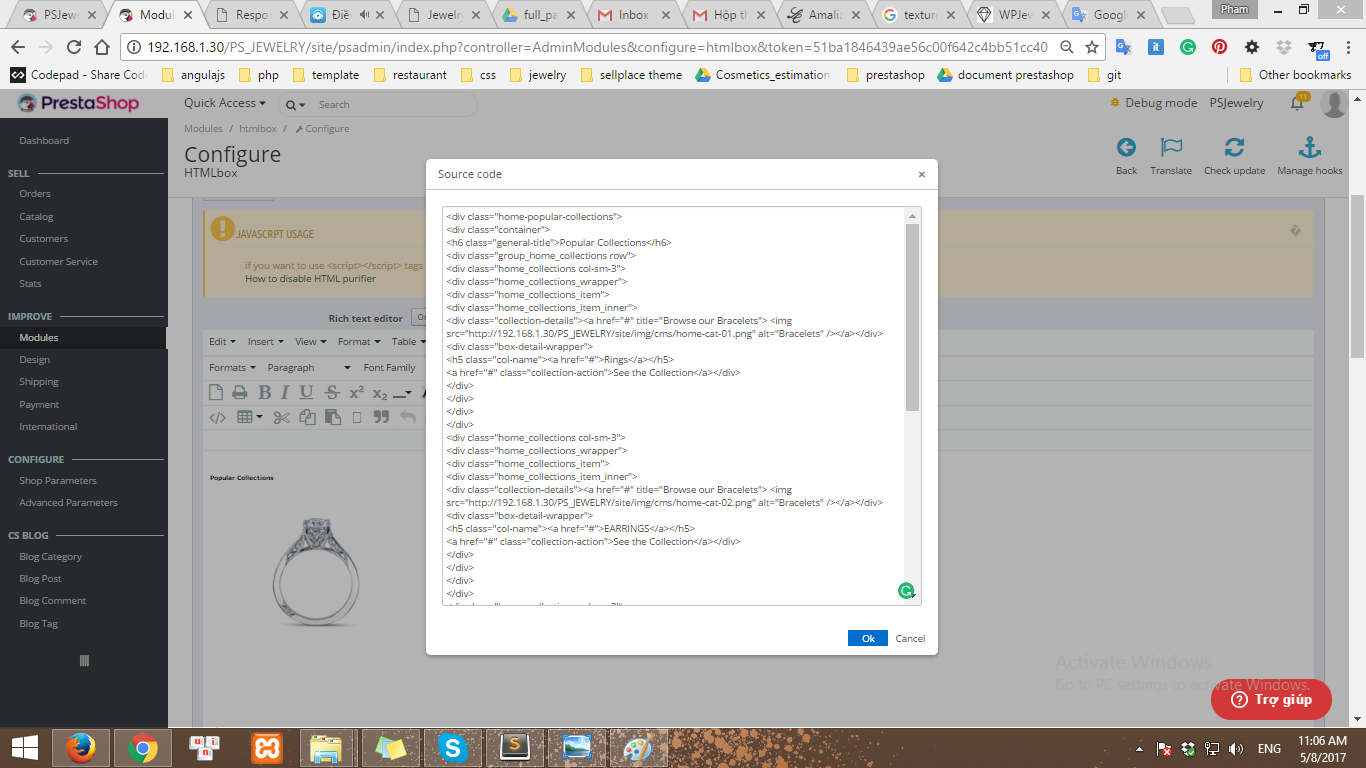 PSJewe
Modul
Respo
Điề
Jewelry
full_pa
Inbox
Hộp th
Amalia
texture
WPJew
Google
Pham
192.168.1.30/PS_JEWELRY/site/psadmin/index.php?controller=AdminModules&configure=htmlbox&token=51ba1846439ae56c00f642c4bb51cc40
Codepad - Share Cod
angulajs
php
template
restaurant
css
jewelry
sellplace theme
Cosmetics_estimation
prestashop
document prestashop
git
Other bookmarks
off
PrestaShop
Quick Access
Search
Debug mode
PSJewelry
11
Modules / htmlbox / Configure
Configure
HTMLbox
Back
Translate
Check update
Manage hooks
Dashboard
SELL
Orders
Catalog
Customers
Customer Service
Stats
IMPROVE
Modules
Design
Shipping
Payment
International
CONFIGURE
Shop Parameters
Advanced Parameters
CS BLOG
Blog Category
Blog Post
Blog Comment
Blog Tag
JAVASCRPT USAGE
if you want to use <script></script> tags
How to disable HTML purifier
Rich text editor
Edit Insert View Format Table
Formats Paragraph Font Family
Popular Collections
Source code
×
<div class="home-popular-collections">
<div class="container">
<h6 class="general-title">Popular Collections</h6>
<div class="group_home_collections row">
<div class="home_collections col-sm-3">
<div class="home_collections_wrapper">
<div class="home_collections_item">
<div class="home_collections_item_inner">
<div class="collection-details"><a href="#" title="Browse our Bracelets"> <img
src="http://192.168.1.30/PS_JEWELRY/site/img/cms/home-cat-01.png" alt="Bracelets" /></a></div>
<div class="box-detail-wrapper">
<h5 class="col-name"><a href="#">Rings</a></h5>
<a href="#" class="collection-action">See the Collection</a></div>
</div>
</div>
</div>
</div>
<div class="home_collections col-sm-3">
<div class="home_collections_wrapper">
<div class="home_collections_item">
<div class="home_collections_item_inner">
<div class="collection-details"><a href="#" title="Browse our Bracelets"> <img
src="http://192.168.1.30/PS_JEWELRY/site/img/cms/home-cat-02.png" alt="Bracelets" /></a></div>
<div class="box-detail-wrapper">
<h5 class="col-name"><a href="#">EARRINGS</a></h5>
<a href="#" class="collection-action">See the Collection</a></div>
</div>
</div>
</div>
</div>
Ok
Cancel
Activate Windows
Go to PC settings to activate Windows.
Trợ giúp
ENG
11:06 AM
5/8/2017